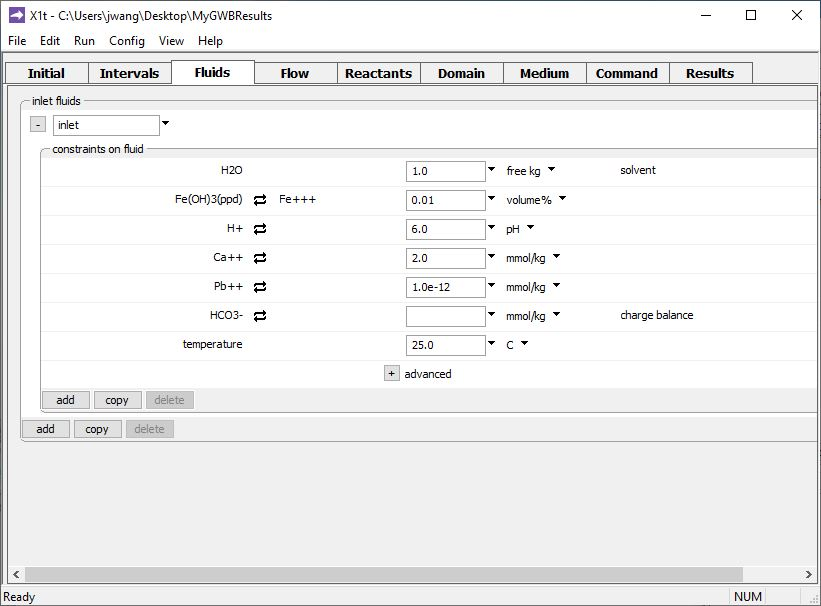 X1t - C:\Users\jwang\Desktop\MyGWBResults
File Edit Run Config View Help
Initial Intervals Fluids Flow Reactants Domain Medium Command Results
inlet fluids
- inlet
constraints on fluid
H2O 1.0 free kg solvent
Fe(OH)3(ppd) Fe+++ 0.01 volume%
H+ 6.0 pH
Ca++ 2.0 mmol/kg
Pb++ 1.0e-12 mmol/kg
HCO3- mmol/kg charge balance
temperature 25.0 C
+ advanced
add copy delete
add copy delete
Ready NUM